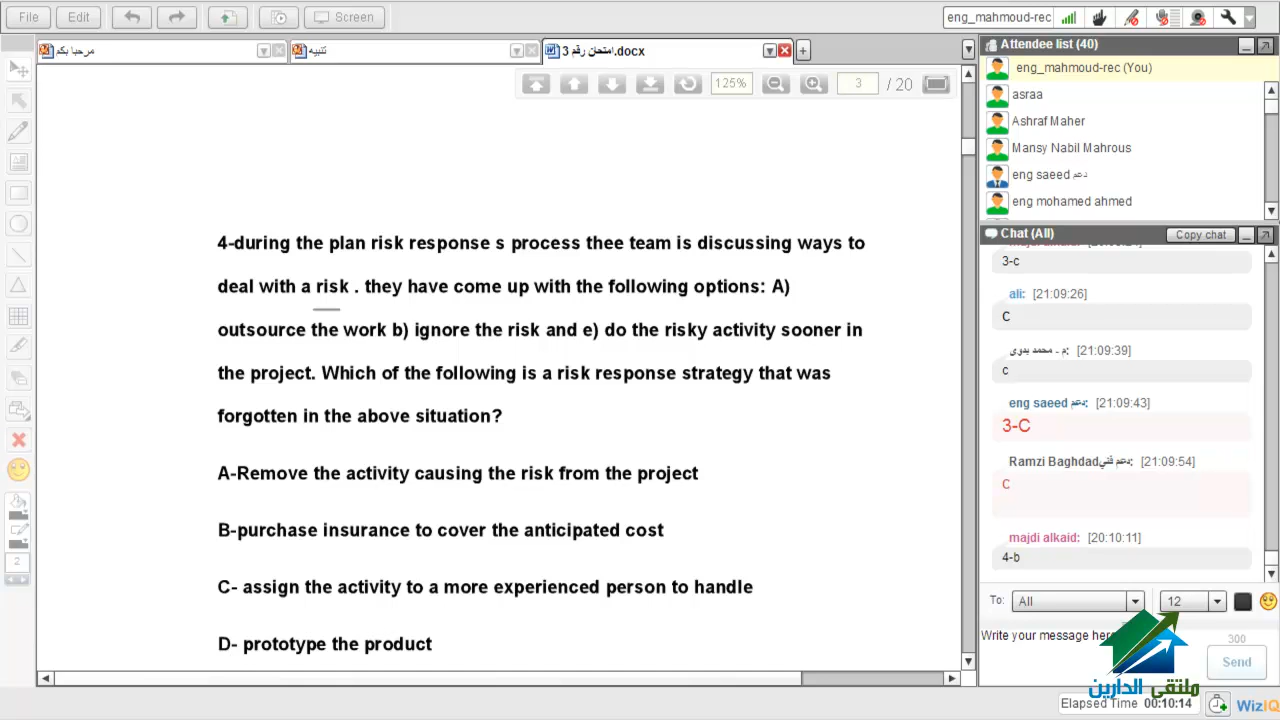 File
Edit
Screen
eng_mahmoud-rec
مرحبا بكم
تنبيه
امتحان رقم 3.docx
125%
3
/ 20
4-during the plan risk response s process thee team is discussing ways to
deal with a risk . they have come up with the following options: A)
outsource the work b) ignore the risk and e) do the risky activity sooner in
the project. Which of the following is a risk response strategy that was
forgotten in the above situation?
A-Remove the activity causing the risk from the project
B-purchase insurance to cover the anticipated cost
C- assign the activity to a more experienced person to handle
D- prototype the product
2
Attendee list (40)
eng_mahmoud-rec (You)
asraa
Ashraf Maher
Mansy Nabil Mahrous
eng saeed دعم
eng mohamed ahmed
Chat (All)
Copy chat
3-c
ali: [21:09:26]
C
م . محمد بدوى: [21:09:39]
c
eng saeed دعم: [21:09:43]
3-C
Ramzi Baghdadدعم فني: [21:09:54]
C
majdi alkaid: [20:10:11]
4-b
To:
All
12
Write your message here
300
Send
ملتقى الدارين
Elapsed Time 00:10:14
WizIQ